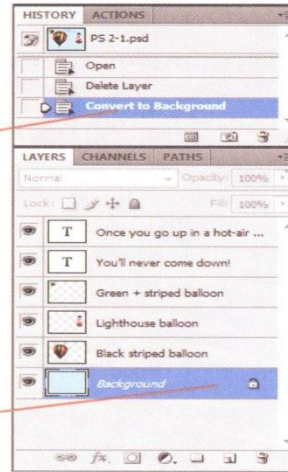 HISTORY ACTIONS
PS 2-1.psd
Open
Delete Layer
Convert to Background
LAYERS CHANNELS PATHS
Normal Opacity: 100%
Lock: Fill: 100%
T Once you go up in a hot-air ...
T You'll never come down!
Green + striped balloon
Lighthouse balloon
Black striped balloon
Background
fx.